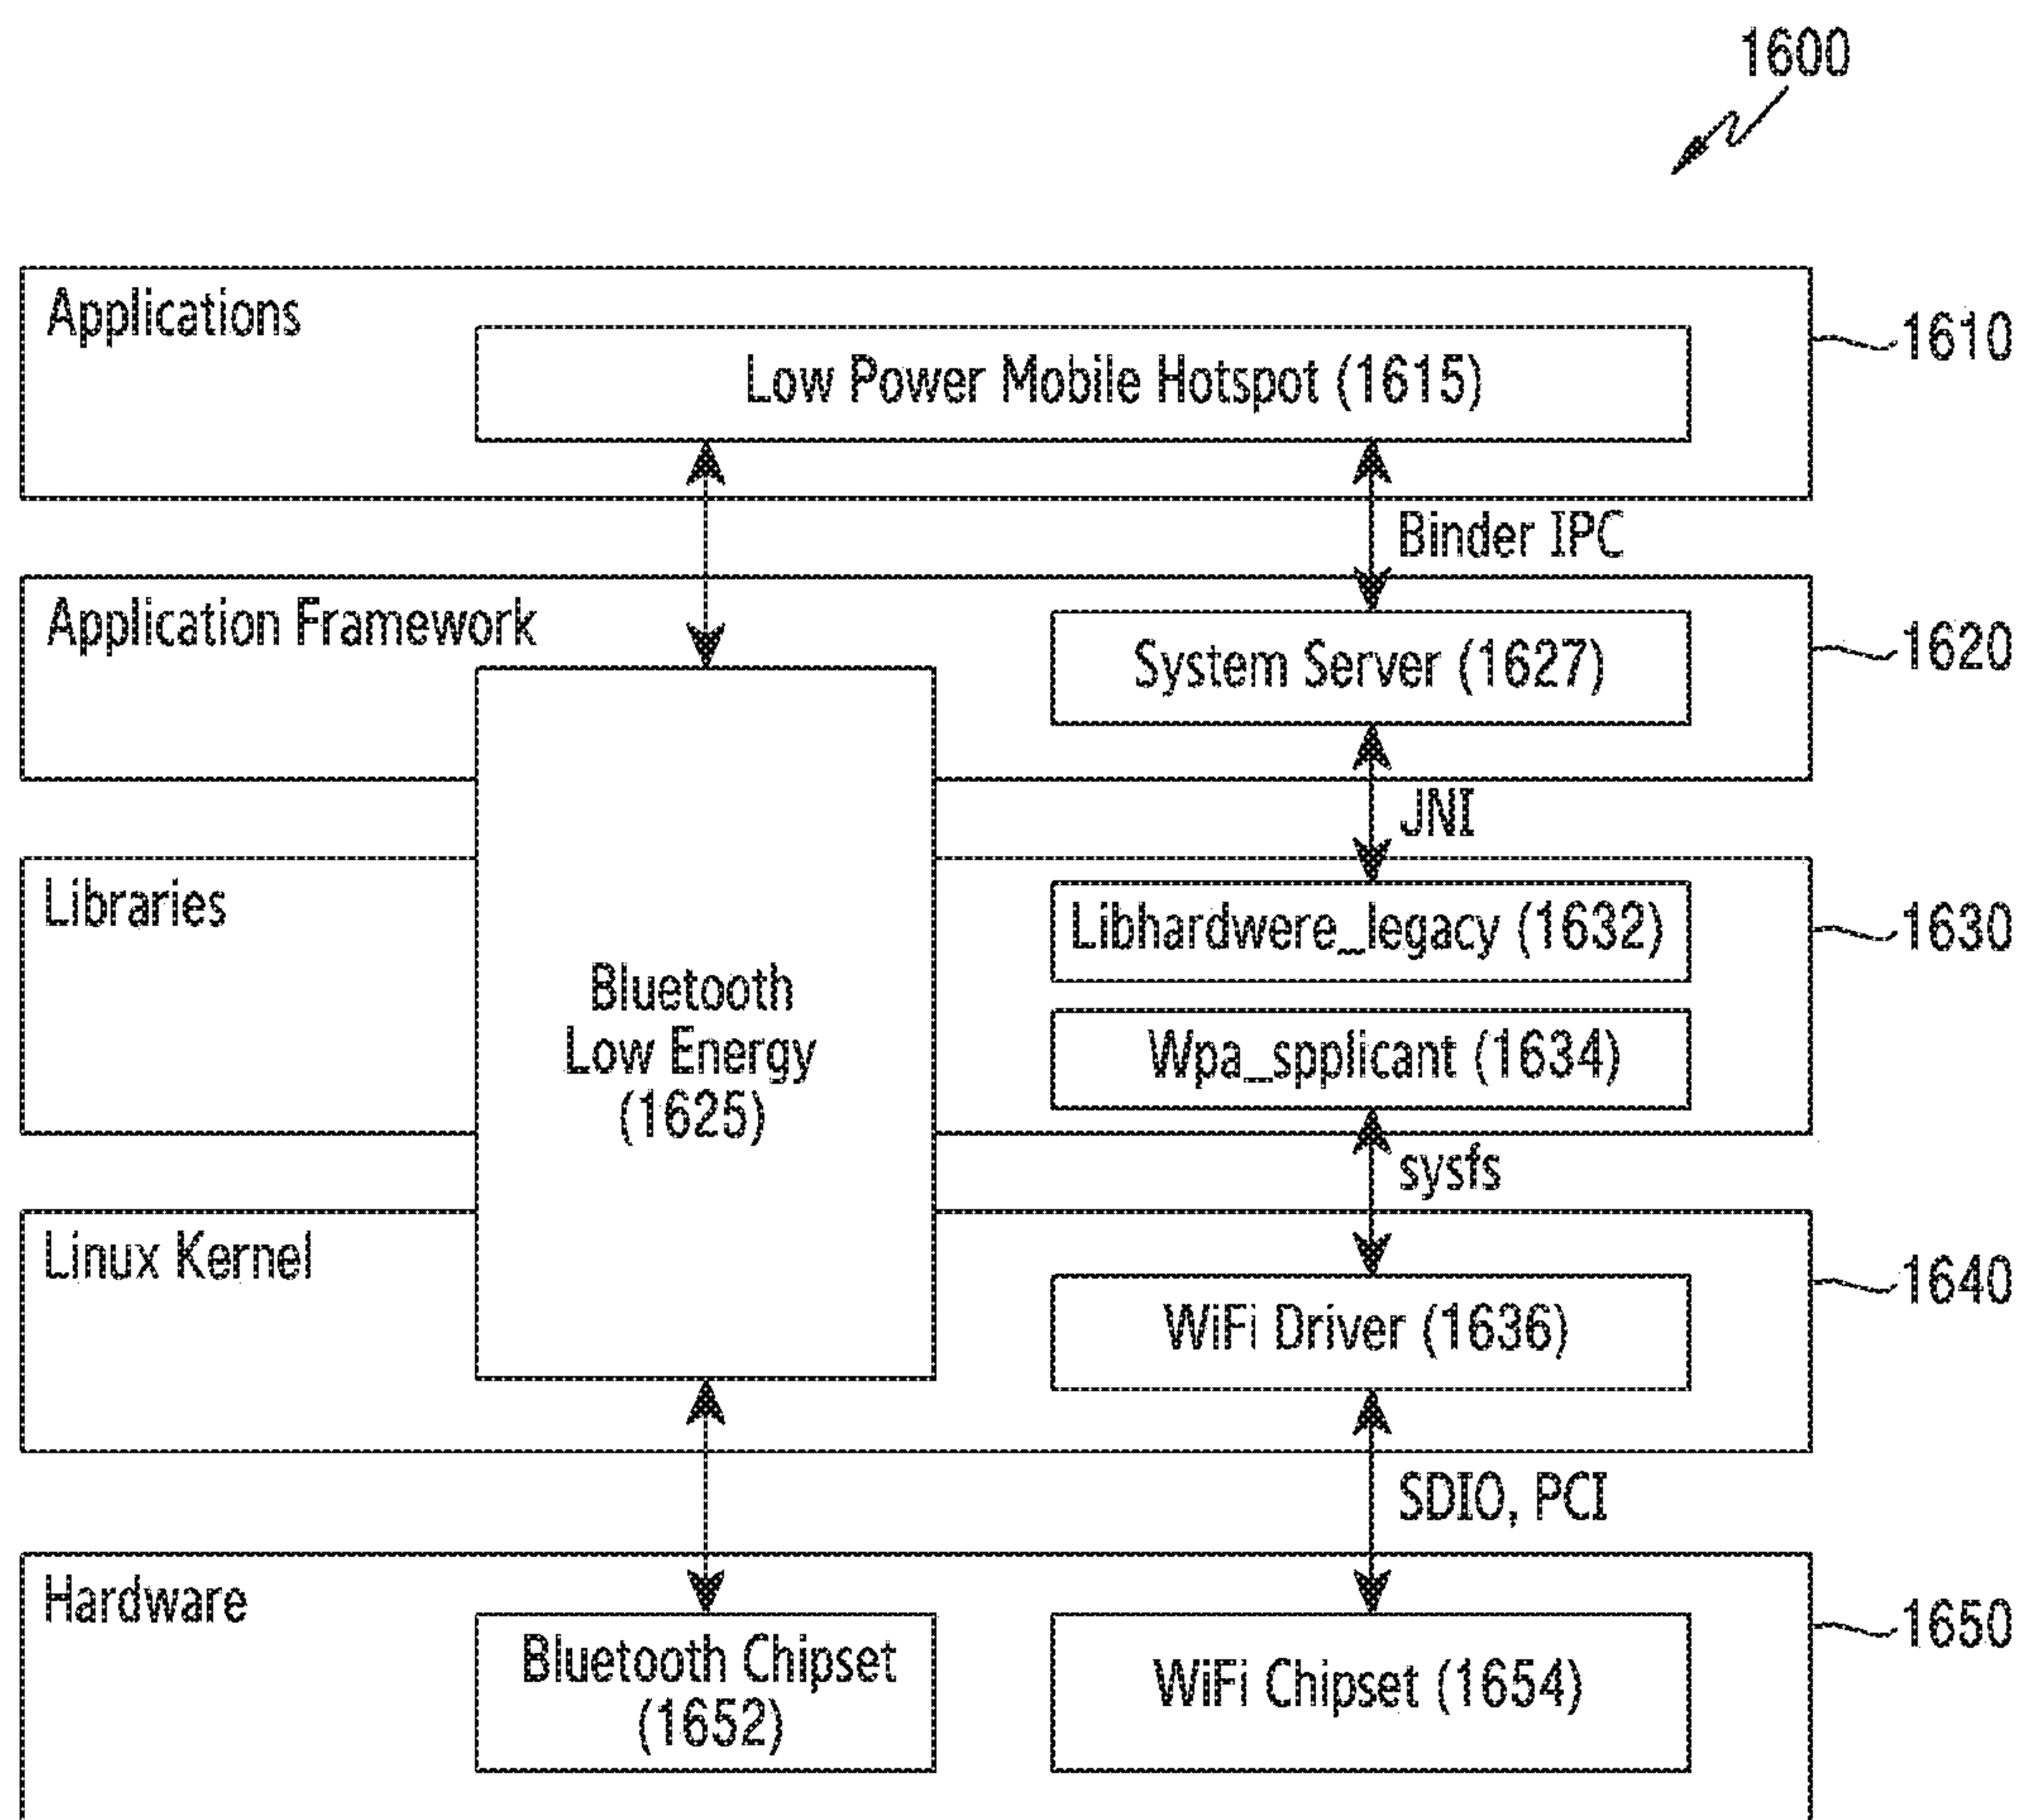 1600
Applications
Low Power Mobile Hotspot (1615)
1610
Binder IPC
Application Framework
System Server (1627)
1620
JNI
Libraries
Libhardwere_legacy (1632)
1630
Bluetooth
Low Energy
(1625)
Wpa_spplicant (1634)
sysfs
Linux Kernel
WiFi Driver (1636)
1640
SDIO, PCI
Hardware
Bluetooth Chipset
(1652)
WiFi Chipset (1654)
1650